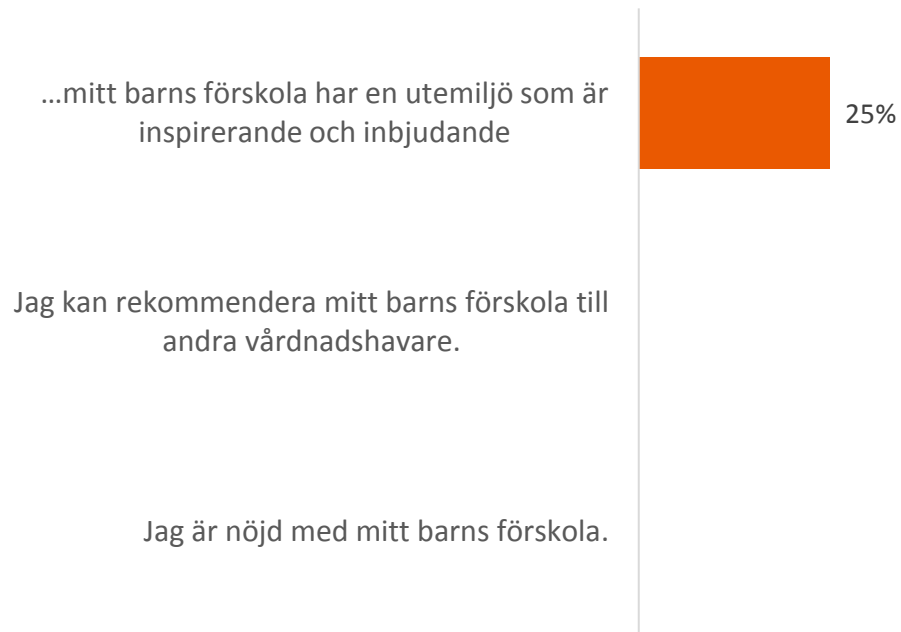 …mitt barns förskola har en utemiljö som är
inspirerande och inbjudande
25%
Jag kan rekommendera mitt barns förskola till
andra vårdnadshavare.
Jag är nöjd med mitt barns förskola.